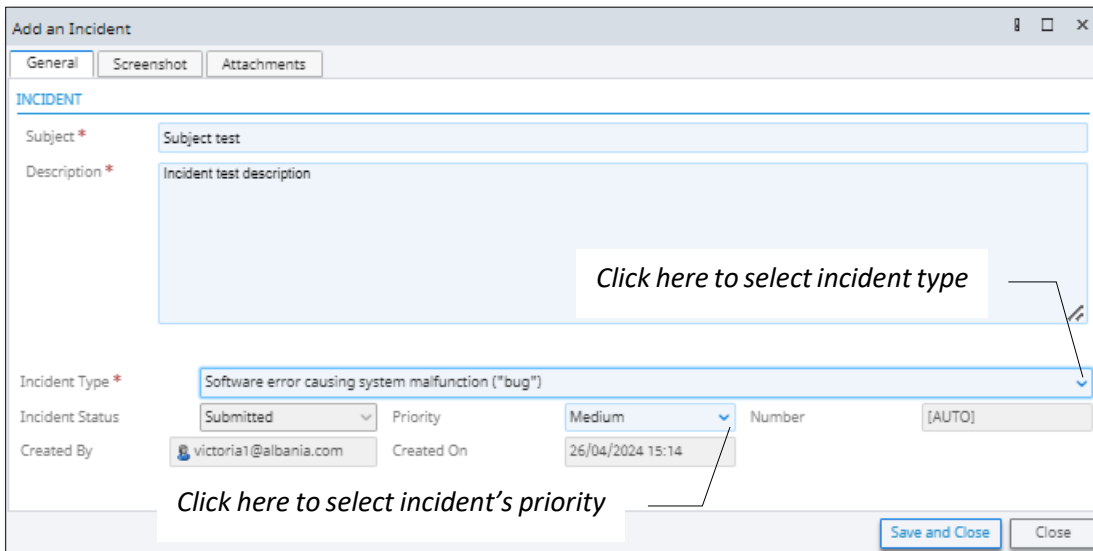 Add an Incident
General Screenshot Attachments
INCIDENT
Subject * Subject test
Description * Incident test description
Click here to select incident type
Incident Type * Software error causing system malfunction ("bug")
Incident Status Submitted Priority Medium Number [AUTO]
Created By victoria1@albania.com Created On 26/04/2024 15:14
Click here to select incident’s priority
Save and Close Close